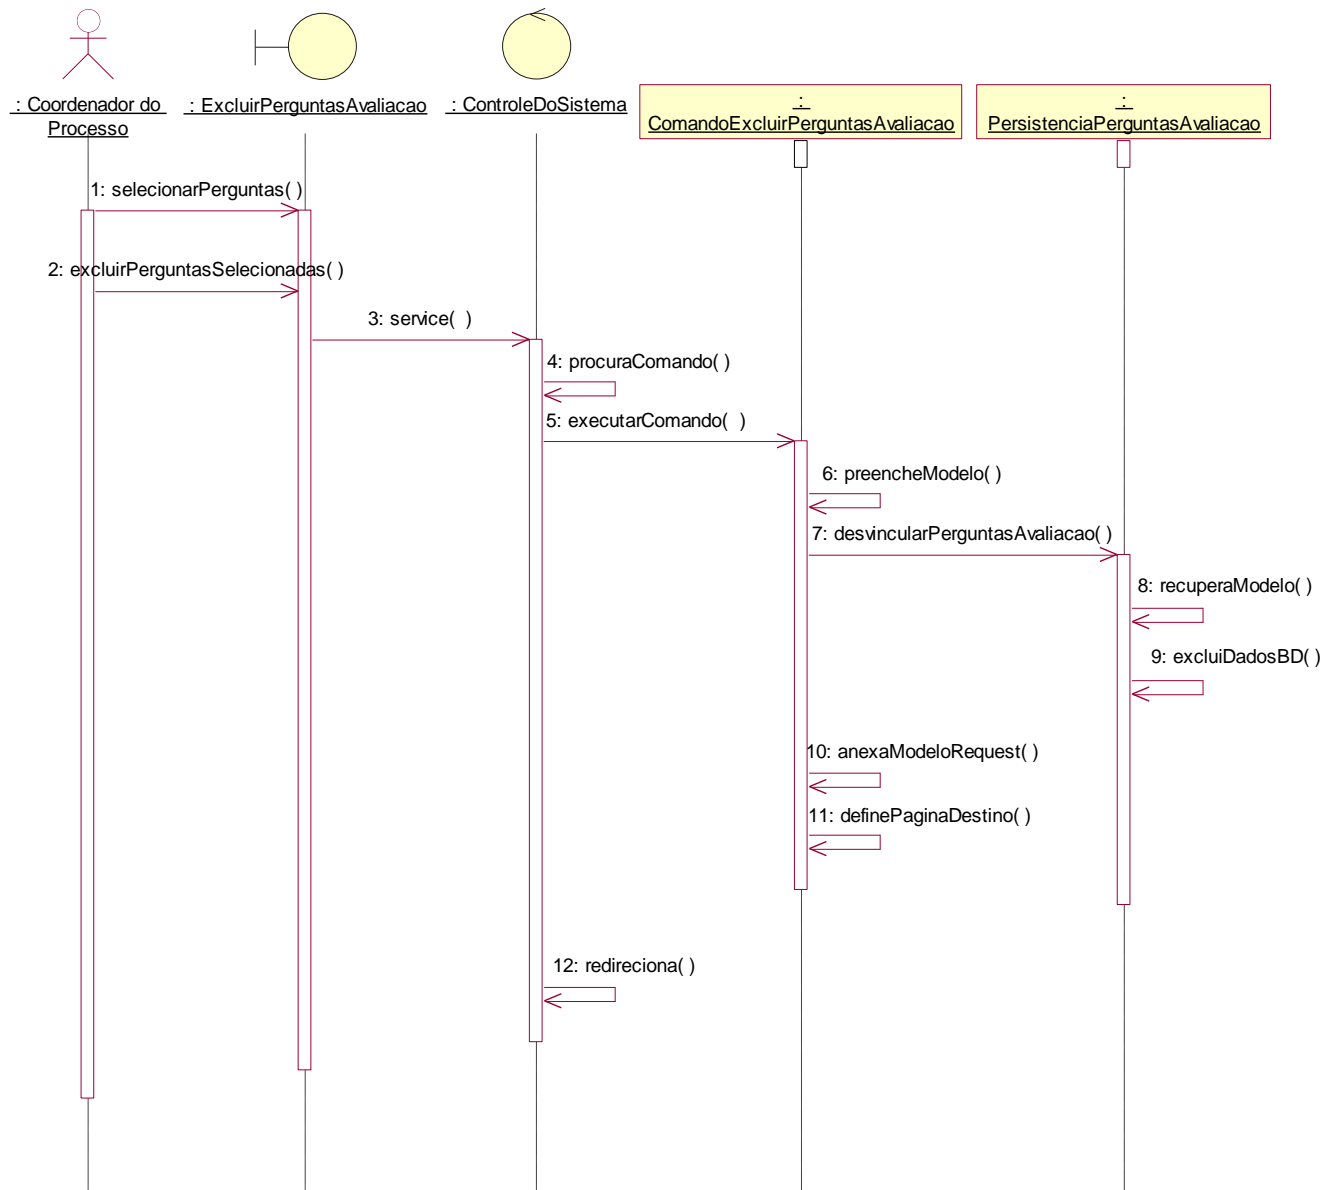 : Coordenador do
Processo
: ExcluirPerguntasAvaliacao
: ControleDoSistema
:
ComandoExcluirPerguntasAvaliacao
:
PersistenciaPerguntasAvaliacao
1: selecionarPerguntas( )
2: excluirPerguntasSelecionadas( )
3: service(  )
4: procuraComando( )
5: executarComando(  )
6: preencheModelo( )
7: desvincularPerguntasAvaliacao( )
8: recuperaModelo( )
9: excluiDadosBD( )
10: anexaModeloRequest( )
11: definePaginaDestino( )
12: redireciona( )